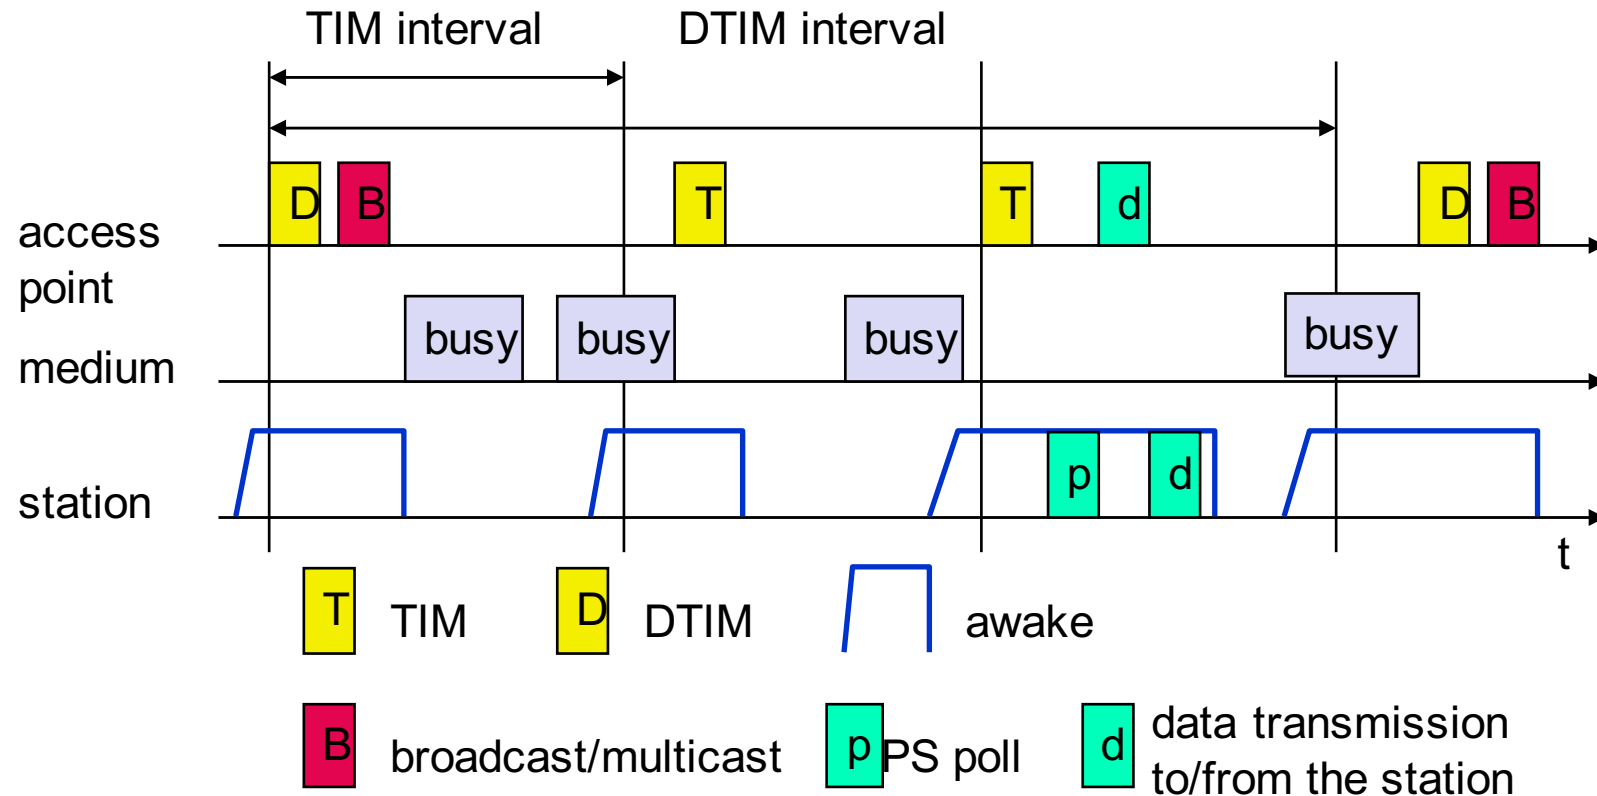 TIM interval
DTIM interval
D
B
T
T
d
D
B
access
point
busy
busy
busy
busy
medium
p
d
station
t
T
TIM
D
DTIM
awake
B
broadcast/multicast
p
PS poll
d
data transmission
to/from the station